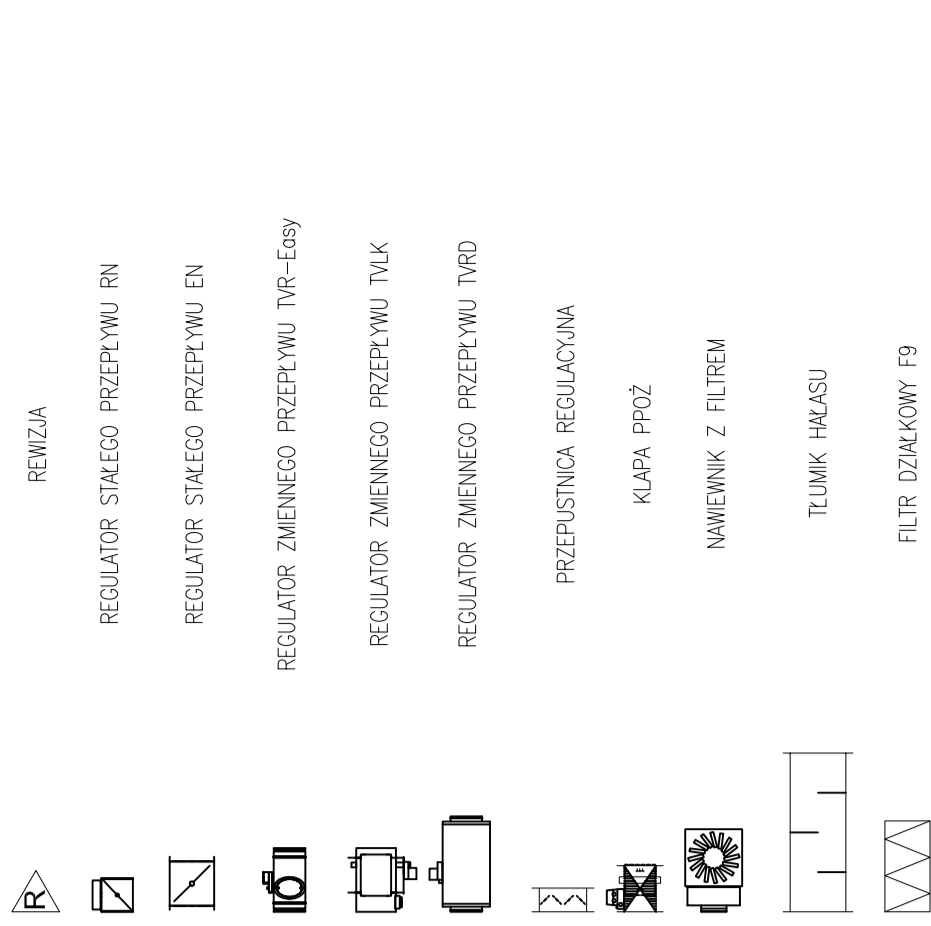 REWIZJA
REGULATOR STAŁEGO PRZEPŁYWU RN
REGULATOR STAŁEGO PRZEPŁYWU EN
REGULATOR ZMIENNEGO PRZEPŁYWU TVR-Easy
REGULATOR ZMIENNEGO PRZEPŁYWU TVLK
REGULATOR ZMIENNEGO PRZEPŁYWU TVRD
PRZEPUSTNICA REGULACYJNA
KLAPA PPOŻ
NAWIEWNIK Z FILTREM
TŁUMIK HAŁASU
FILTR DZIAŁKOWY F9
R